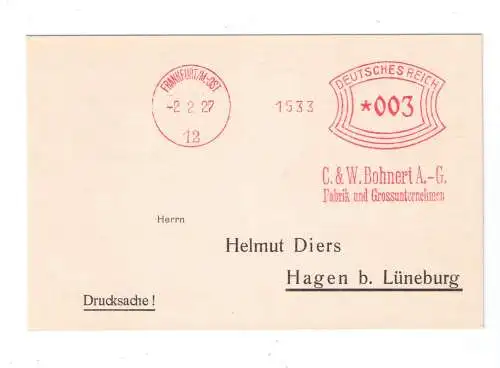 FRANKFURT/M.-OST
-2.2.27
12
1533
DEUTSCHES REICH
*003
C. & W. Bohnert A.-G.
Fabrik und Grossunternehmen
Herrn
Helmut Diers
Hagen b. Lüneburg
Drucksache!